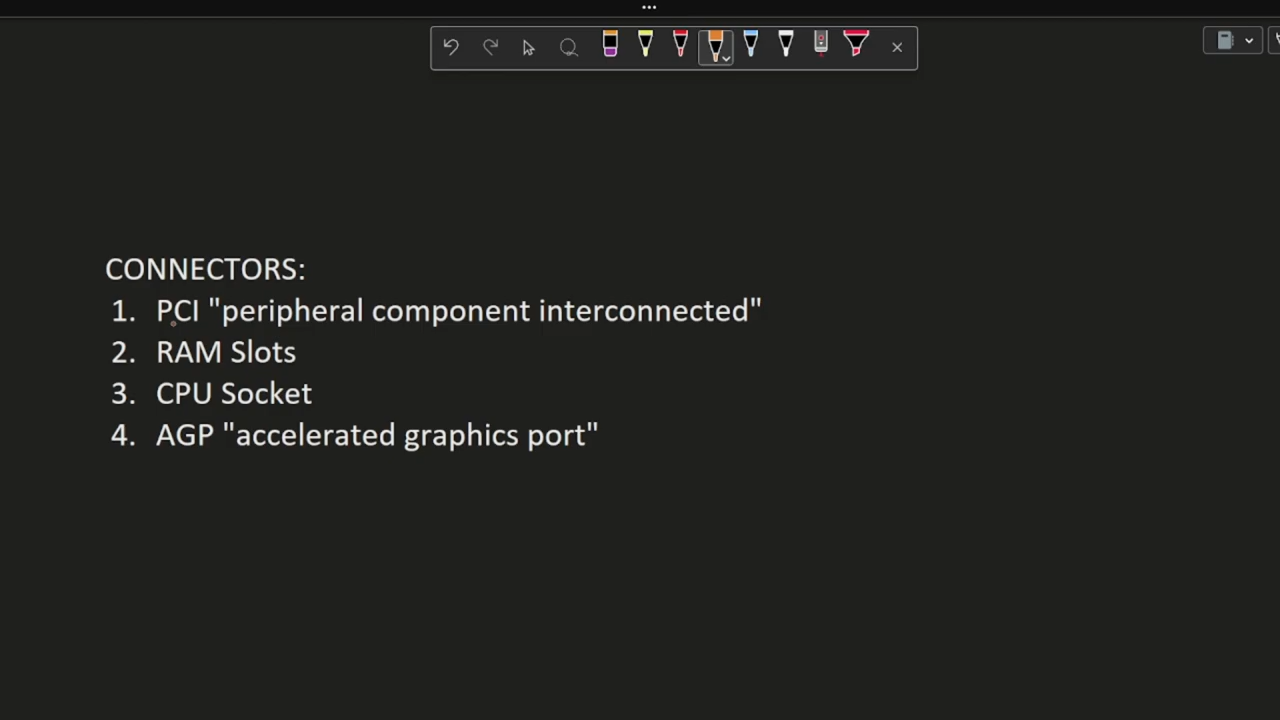 CONNECTORS:
1. PCI "peripheral component interconnected"
2. RAM Slots
3. CPU Socket
4. AGP "accelerated graphics port"